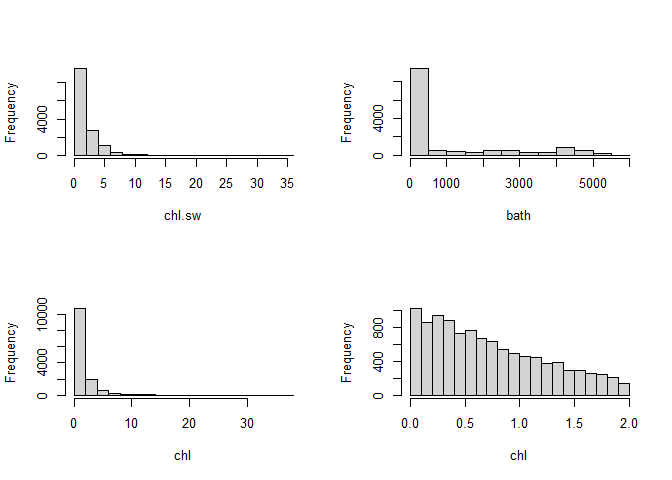 Frequency
0 4000
0 5 10 15 20 25 30 35
chl.sw
Frequency
0 4000
0 1000 3000 5000
bath
Frequency
0 4000 10000
0 10 20 30
chl
Frequency
0 400 800
0.0 0.5 1.0 1.5 2.0
chl